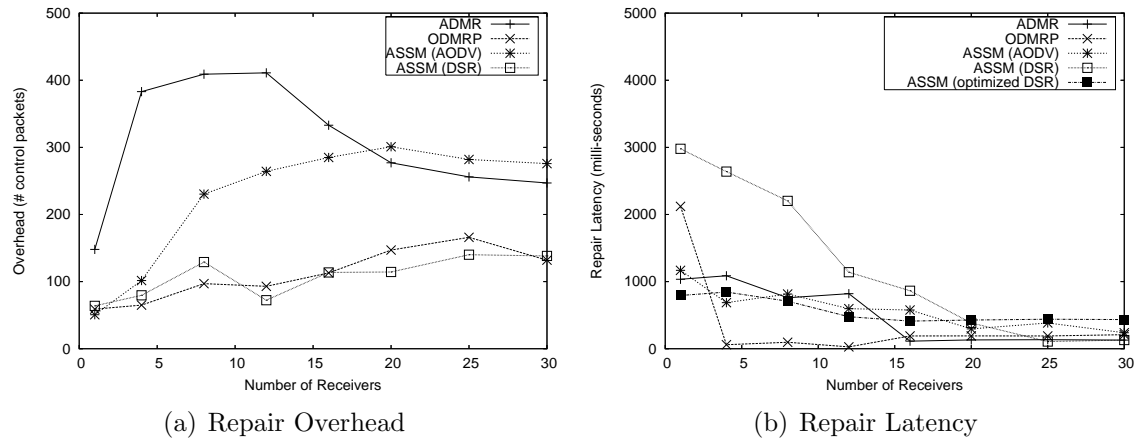 500
400
300
200
100
0
Overhead (# control packets)
0 5 10 15 20 25 30
Number of Receivers
ADMR
ODMRP
ASSM (AODV)
ASSM (DSR)
(a) Repair Overhead
5000
4000
3000
2000
1000
0
Repair Latency (milli-seconds)
0 5 10 15 20 25 30
Number of Receivers
ADMR
ODMRP
ASSM (AODV)
ASSM (DSR)
ASSM (optimized DSR)
(b) Repair Latency